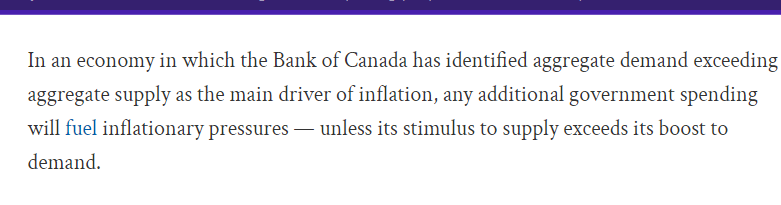 In an economy in which the Bank of Canada has identified aggregate demand exceeding
aggregate supply as the main driver of inflation, any additional government spending
will fuel inflationary pressures — unless its stimulus to supply exceeds its boost to
demand.